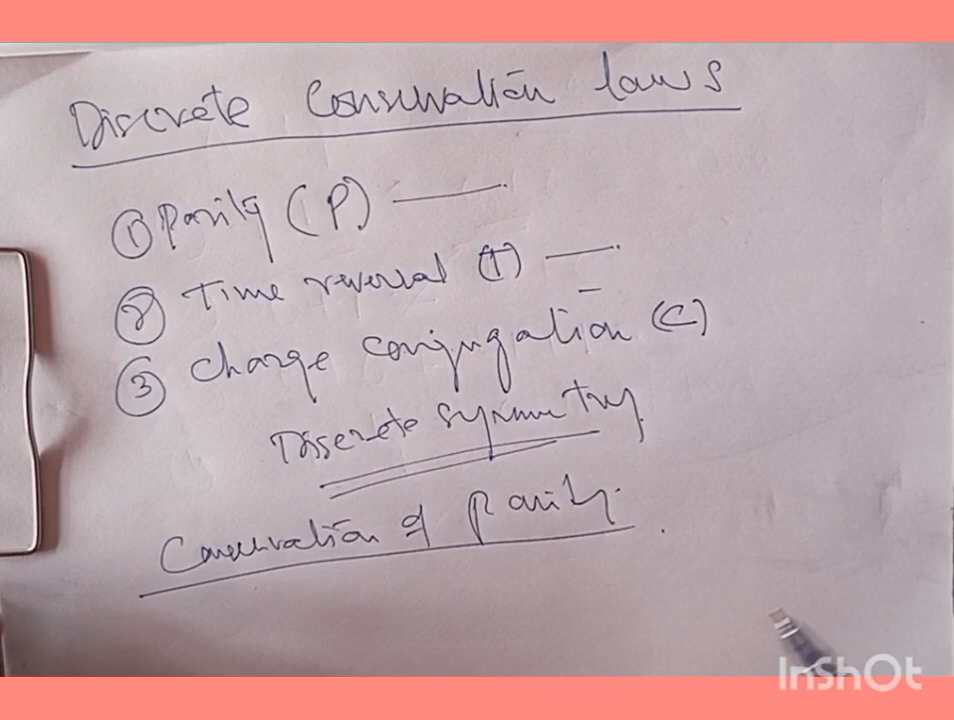 Discrete Conservation laws
① Parity (P) —
② Time reversal (T) —
③ Charge conjugation (C)
Discrete symmetry
Conservation of Parity.
InShOt